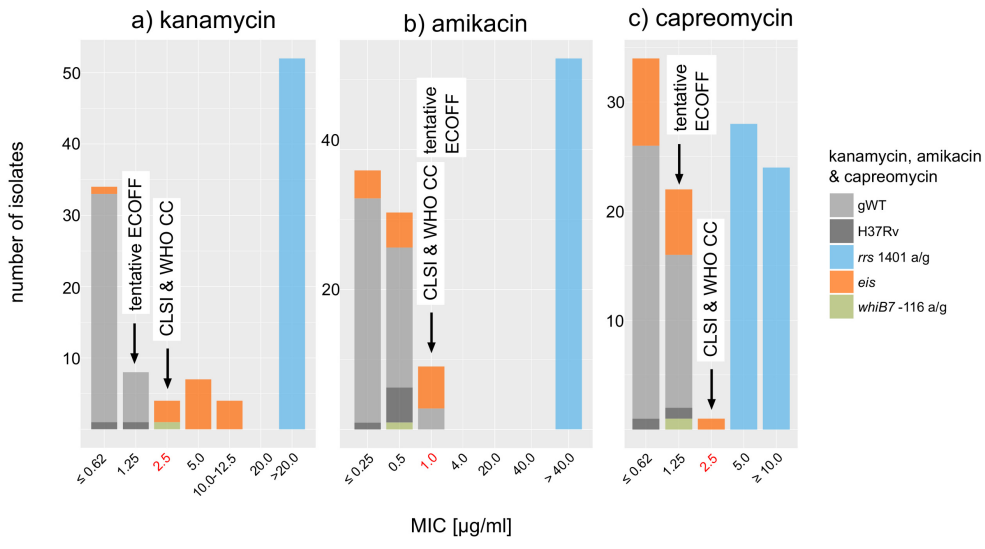 a) kanamycin
b) amikacin
c) capreomycin
number of isolates
50
40
30
20
10
tentative ECOFF
CLSI & WHO CC
≤ 0.62
1.25
2.5
5.0
10.0-12.5
20.0
>20.0
40
20
CLSI & WHO CC
tentative
ECOFF
≤ 0.25
0.5
1.0
4.0
20.0
40.0
> 40.0
30
20
10
tentative
ECOFF
CLSI & WHO CC
≤ 0.62
1.25
2.5
5.0
≥ 10.0
MIC [µg/ml]
kanamycin, amikacin
& capreomycin
gWT
H37Rv
rrs 1401 a/g
eis
whiB7 -116 a/g